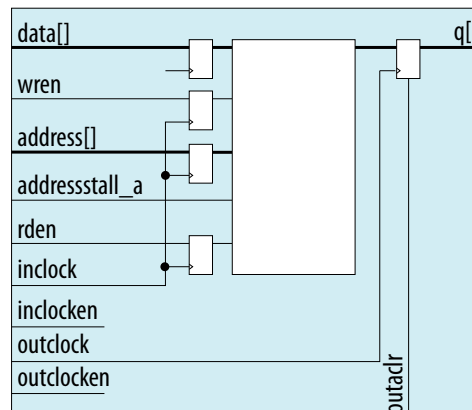 data[]
q[
wren
address[]
addressstall_a
rden
inclock
inclocken
outclock
outclocken
outaclr